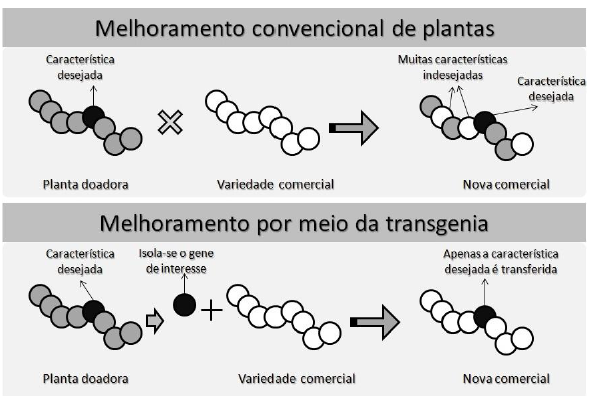 Melhoramento convencional de plantas
Característica
desejada
Muitas características
indesejadas
Característica
desejada
Planta doadora
Variedade comercial
Nova comercial
Melhoramento por meio da transgenia
Característica
desejada
Isola-se o gene
de interesse
Apenas a característica
desejada é transferida
Planta doadora
Variedade comercial
Nova comercial